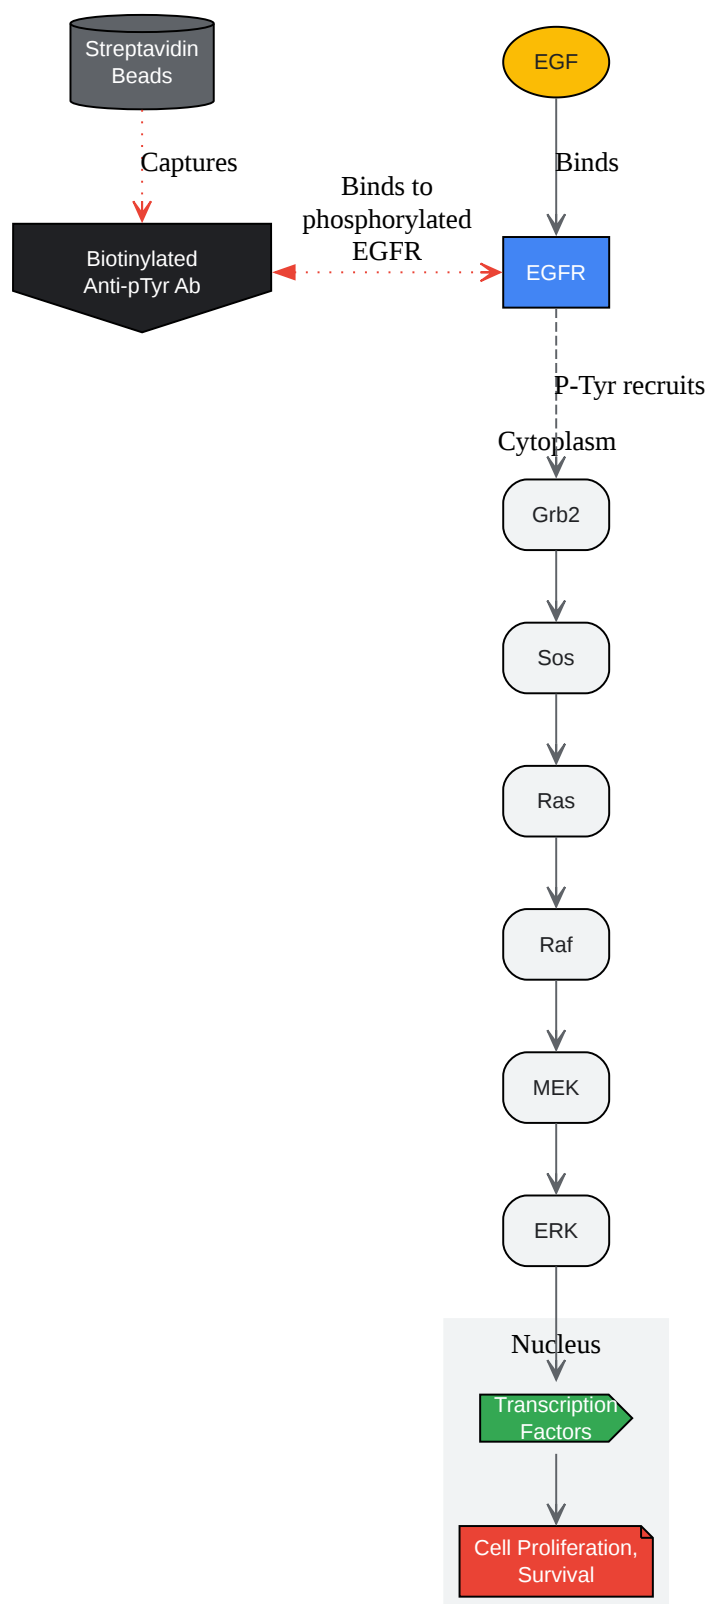 Streptavidin
Beads
EGF
Captures
Binds
Binds to
phosphorylated
EGFR
Biotinylated
Anti-pTyr Ab
EGFR
P-Tyr recruits
Cytoplasm
Grb2
Sos
Ras
Raf
MEK
ERK
Nucleus
Transcription
Factors
Cell Proliferation,
Survival